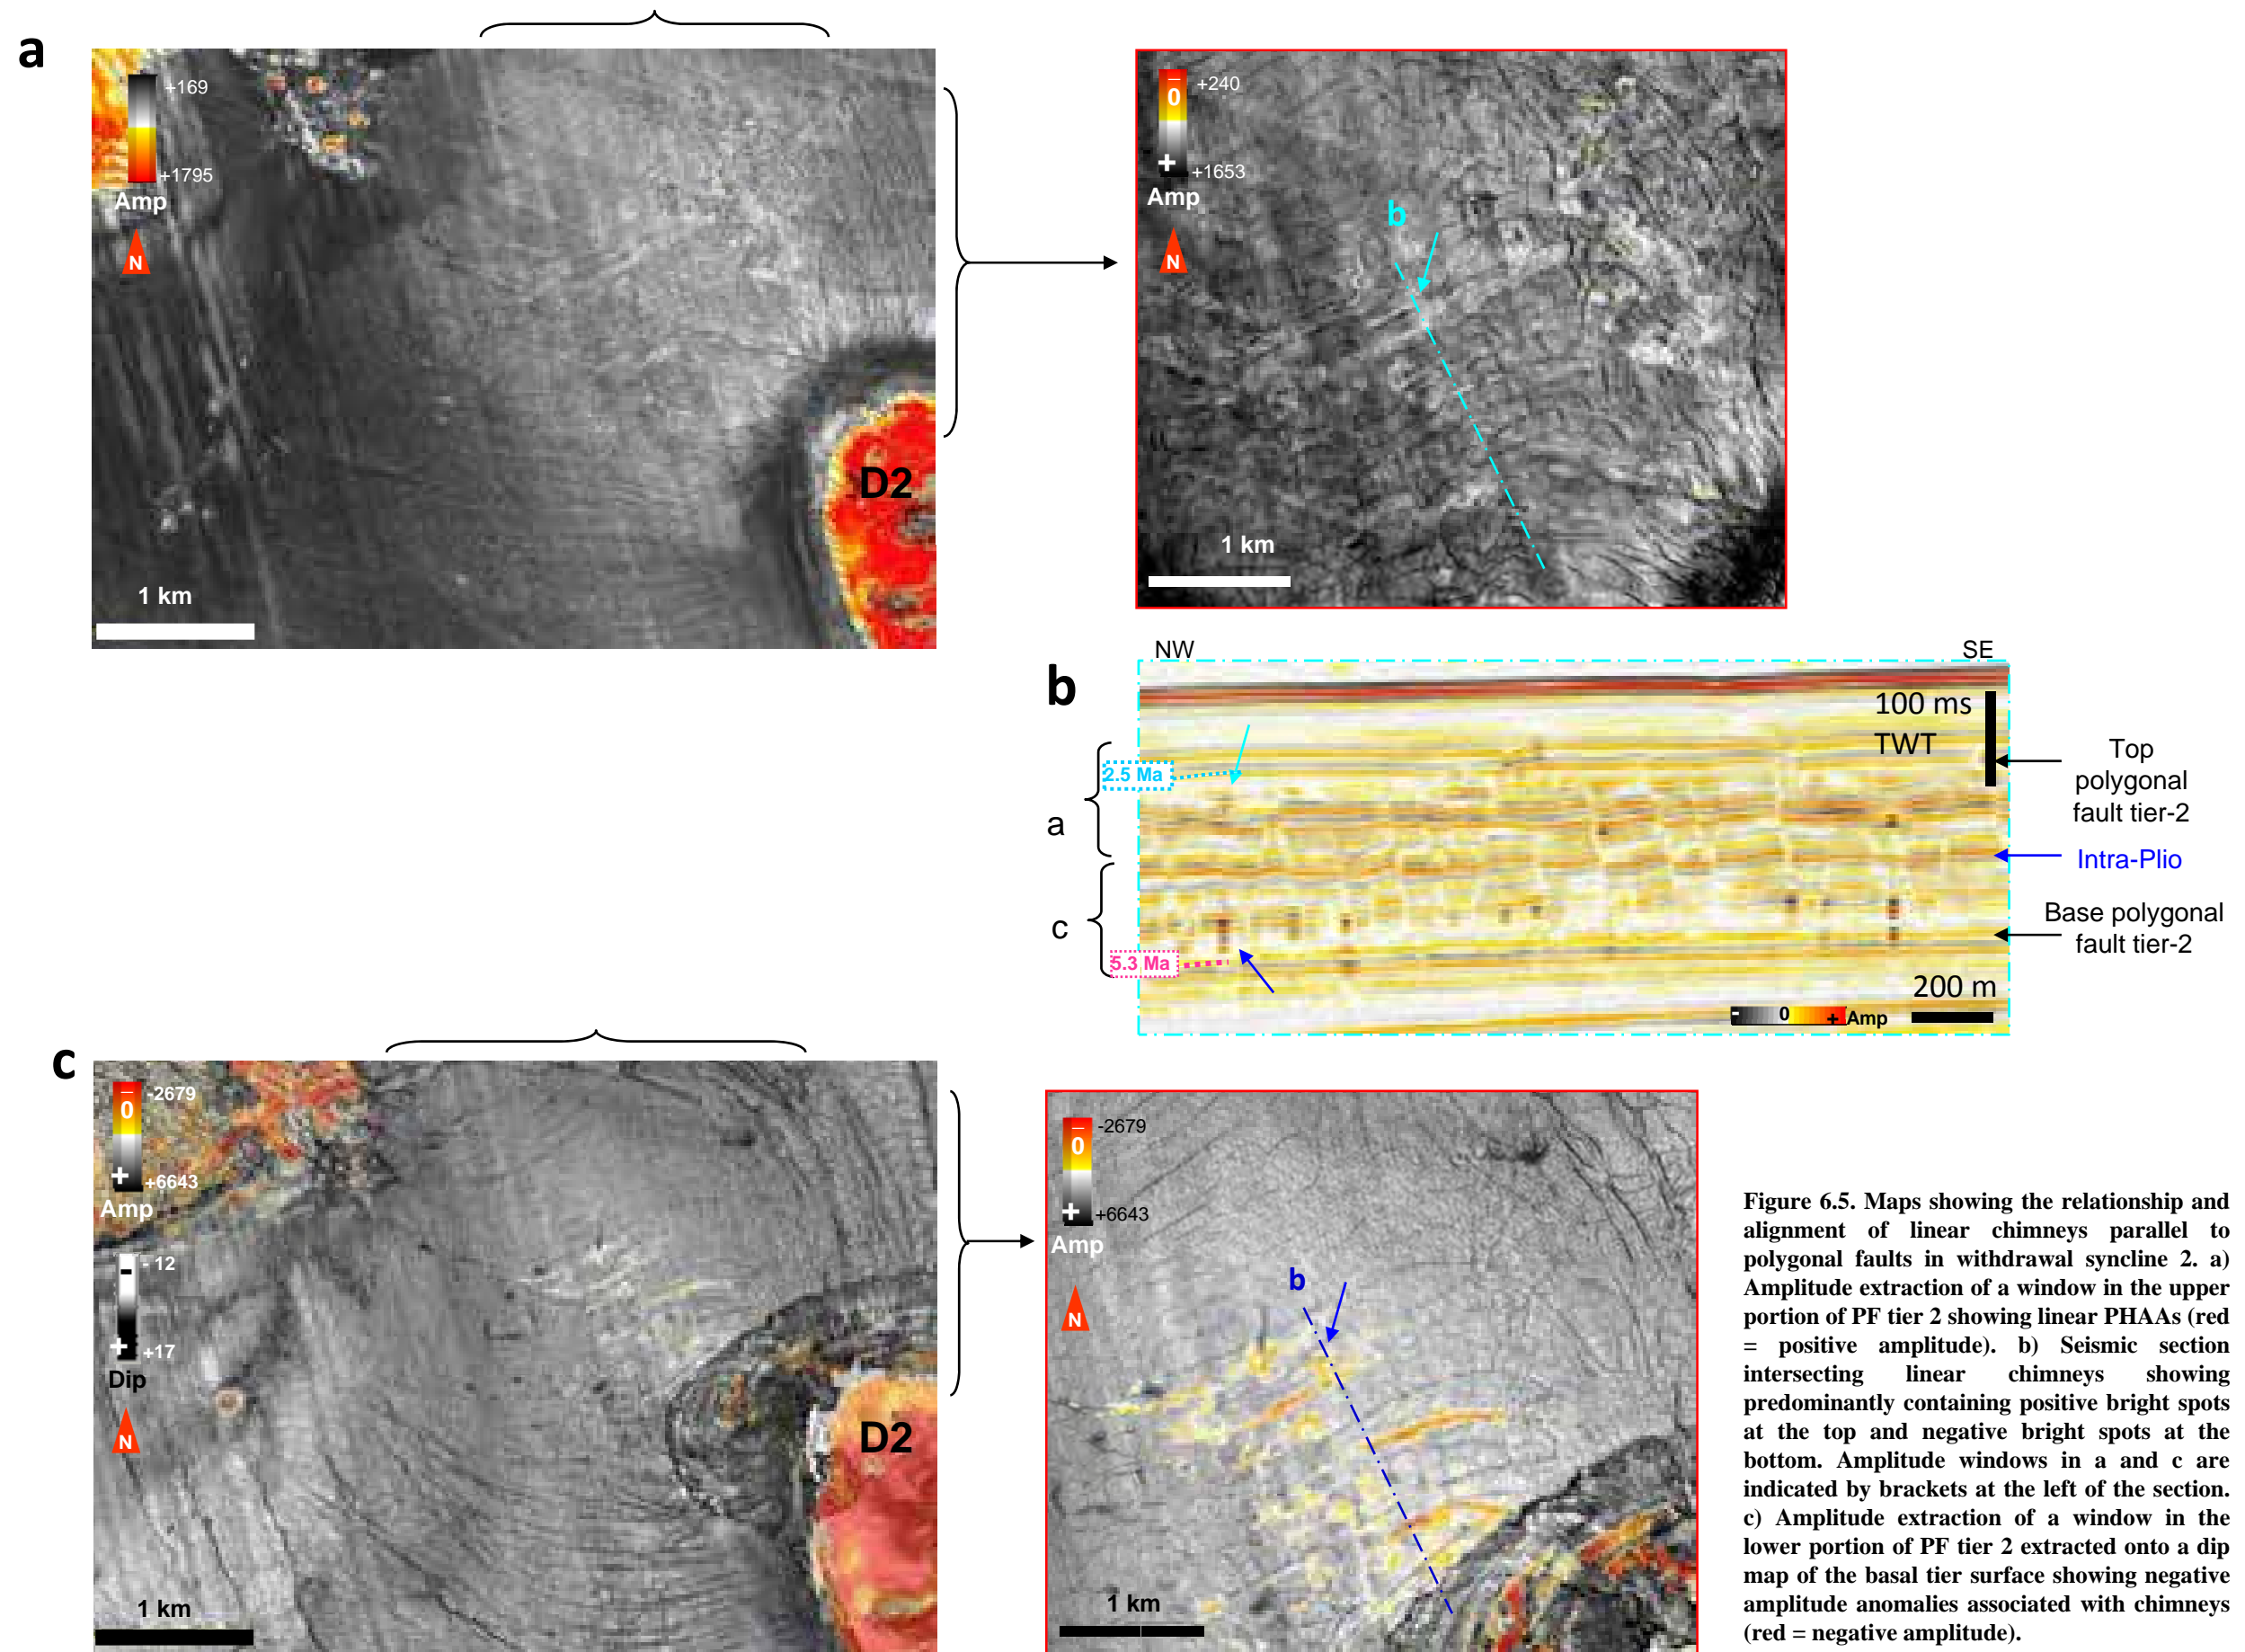 a
+169
+1795
Amp
N
D2
1 km
–
0
+240
+
+1653
Amp
N
b
1 km
b
NW
SE
100 ms
TWT
2.5 Ma
a
c
5.3 Ma
200 m
- 0 + Amp
Top
polygonal
fault tier-2
Intra-Plio
Base polygonal
fault tier-2
c
–
-2679
0
+
+6643
Amp
- 12
-
+
+17
Dip
N
D2
1 km
–
-2679
0
+
+6643
Amp
N
b
1 km
Figure 6.5. Maps showing the relationship and
alignment of linear chimneys parallel to
polygonal faults in withdrawal syncline 2. a)
Amplitude extraction of a window in the upper
portion of PF tier 2 showing linear PHAAs (red
= positive amplitude). b) Seismic section
intersecting linear chimneys showing
predominantly containing positive bright spots
at the top and negative bright spots at the
bottom. Amplitude windows in a and c are
indicated by brackets at the left of the section.
c) Amplitude extraction of a window in the
lower portion of PF tier 2 extracted onto a dip
map of the basal tier surface showing negative
amplitude anomalies associated with chimneys
(red = negative amplitude).